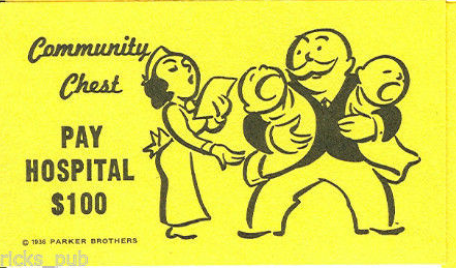 Community
Chest
PAY
HOSPITAL
$100
© 1936 PARKER BROTHERS
ricks_pub